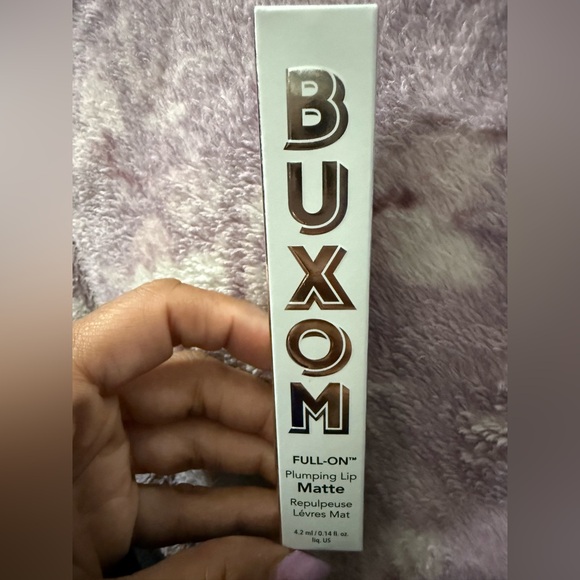 BUXOM
FULL-ON™
Plumping Lip
Matte
Repulpeuse
Lèvres Mat
4.2 ml / 0.14 fl. oz.
liq. US